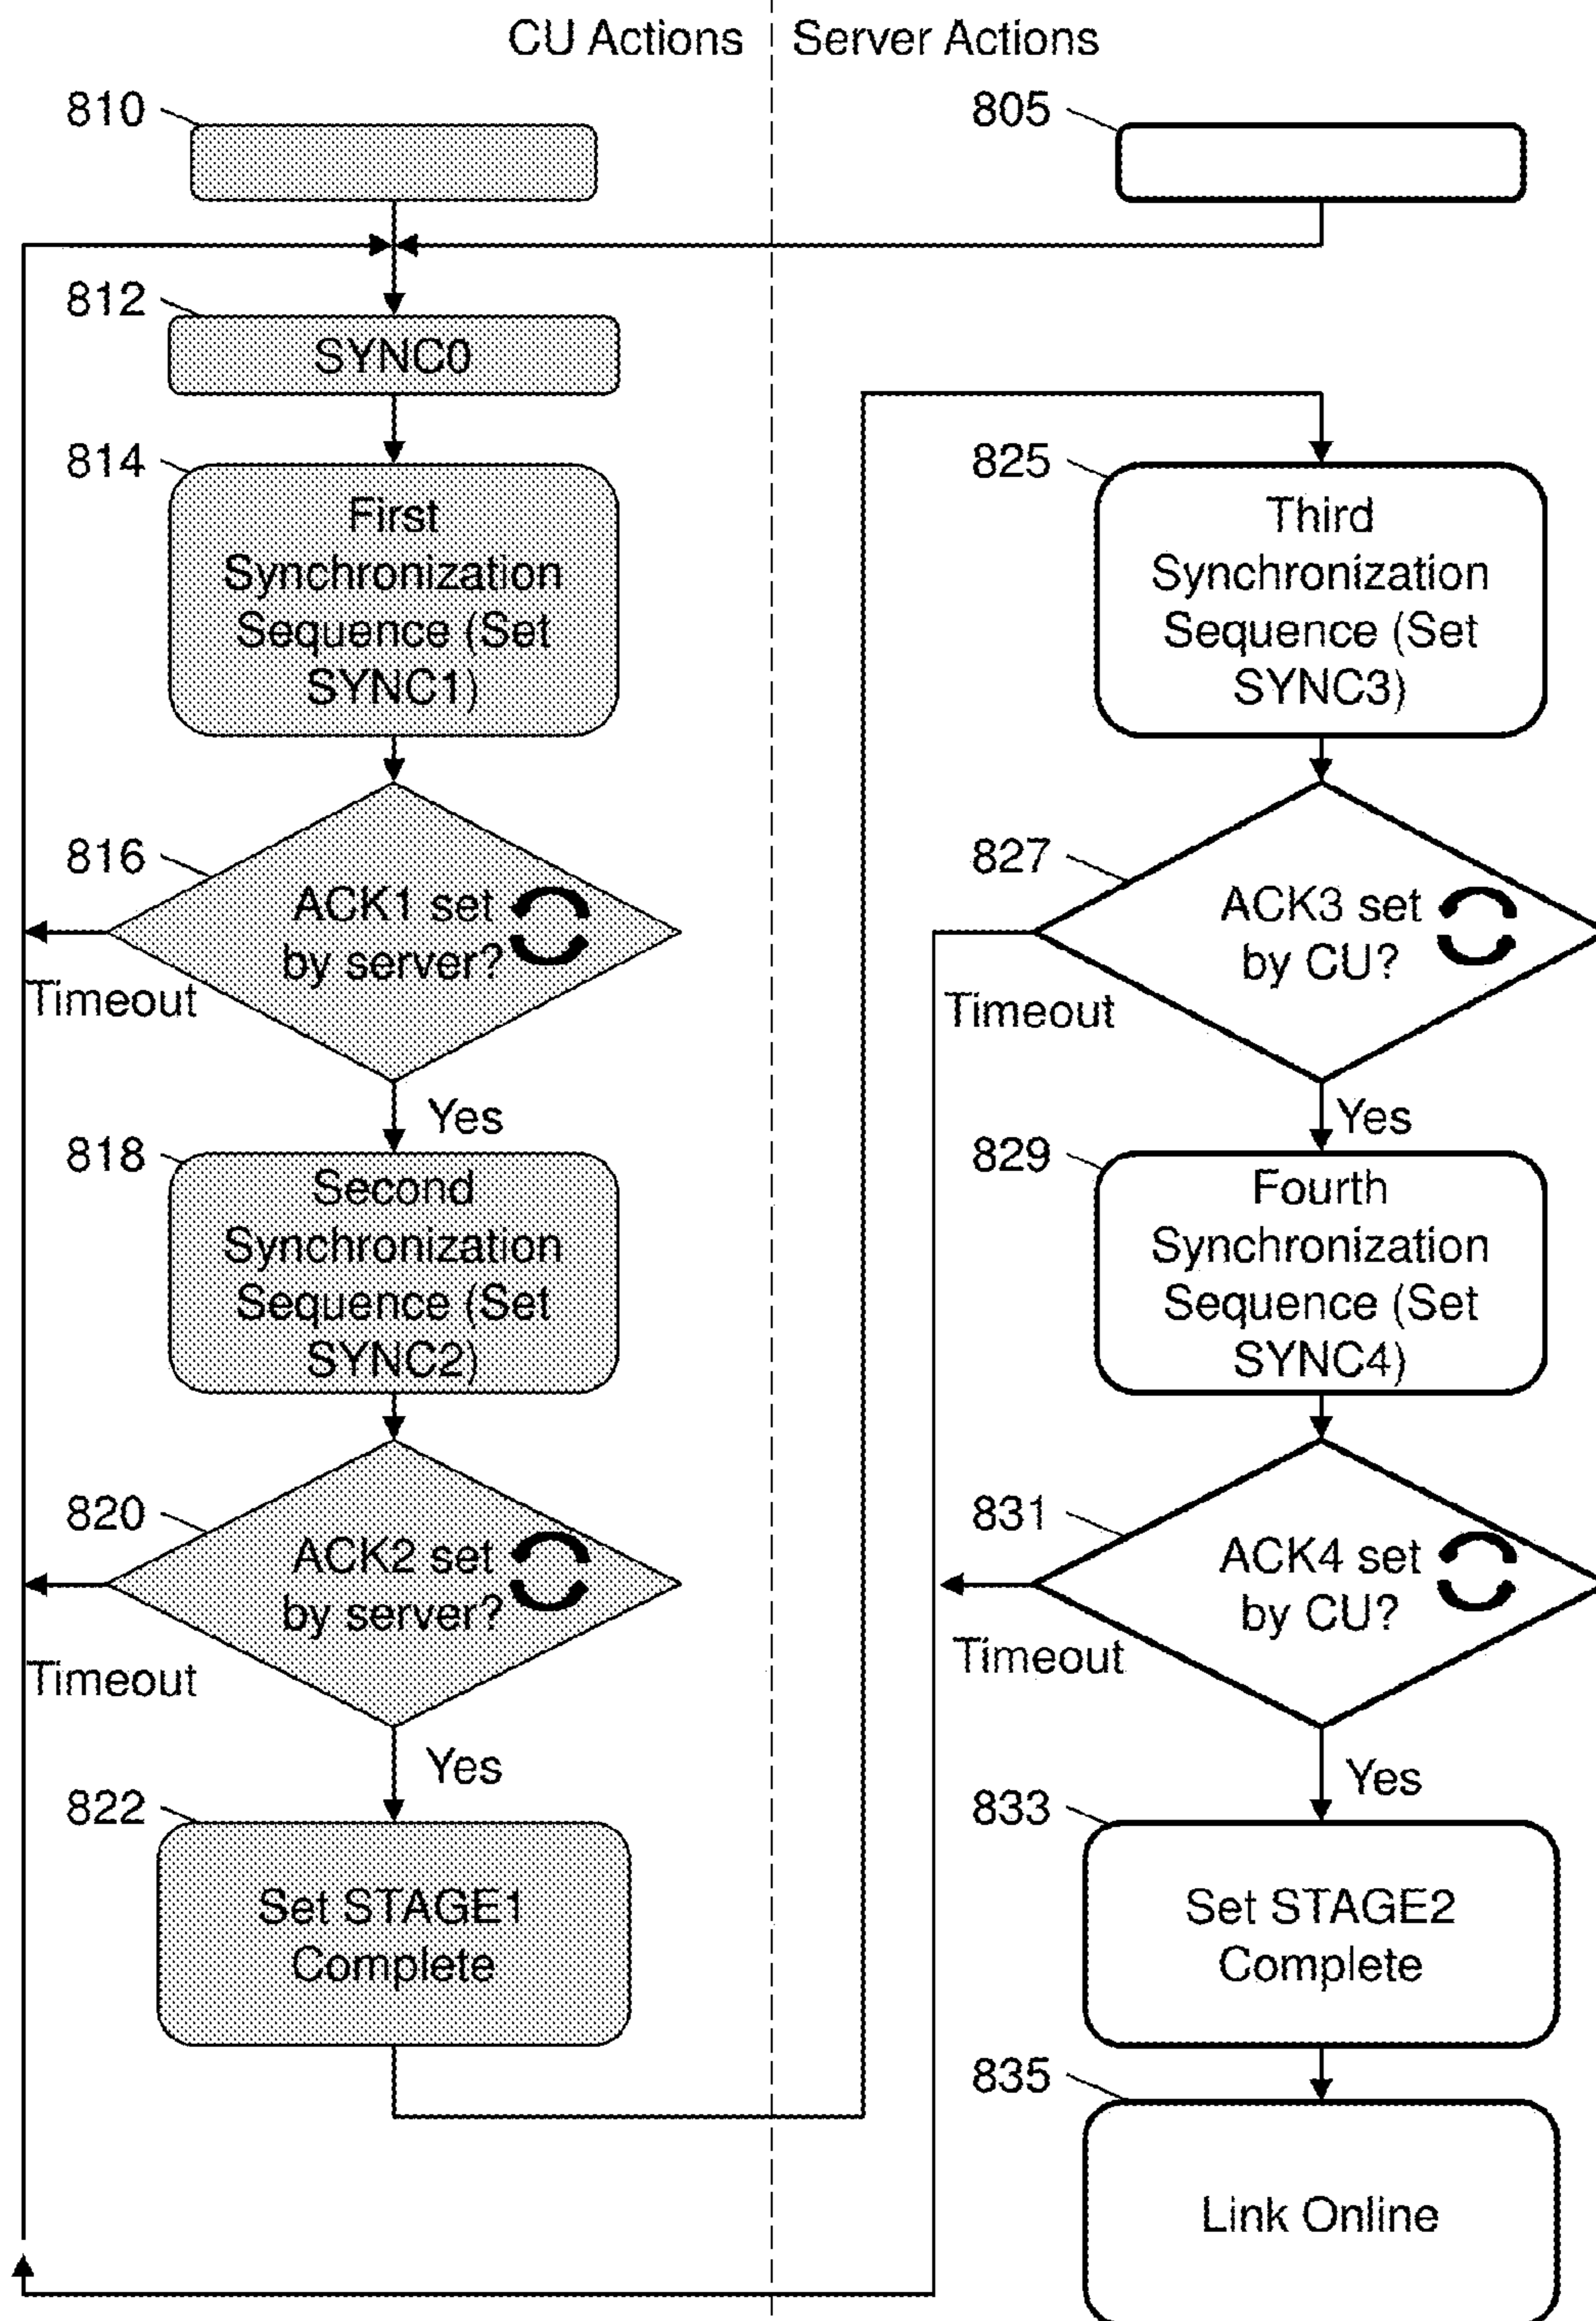 CU Actions
Server Actions
810
805
812
SYNC0
814
First
Synchronization
Sequence (Set
SYNC1)
825
Third
Synchronization
Sequence (Set
SYNC3)
816
ACK1 set
by server?
Timeout
Yes
827
ACK3 set
by CU?
Timeout
Yes
818
Second
Synchronization
Sequence (Set
SYNC2)
829
Fourth
Synchronization
Sequence (Set
SYNC4)
820
ACK2 set
by server?
Timeout
Yes
831
ACK4 set
by CU?
Timeout
Yes
822
Set STAGE1
Complete
833
Set STAGE2
Complete
835
Link Online